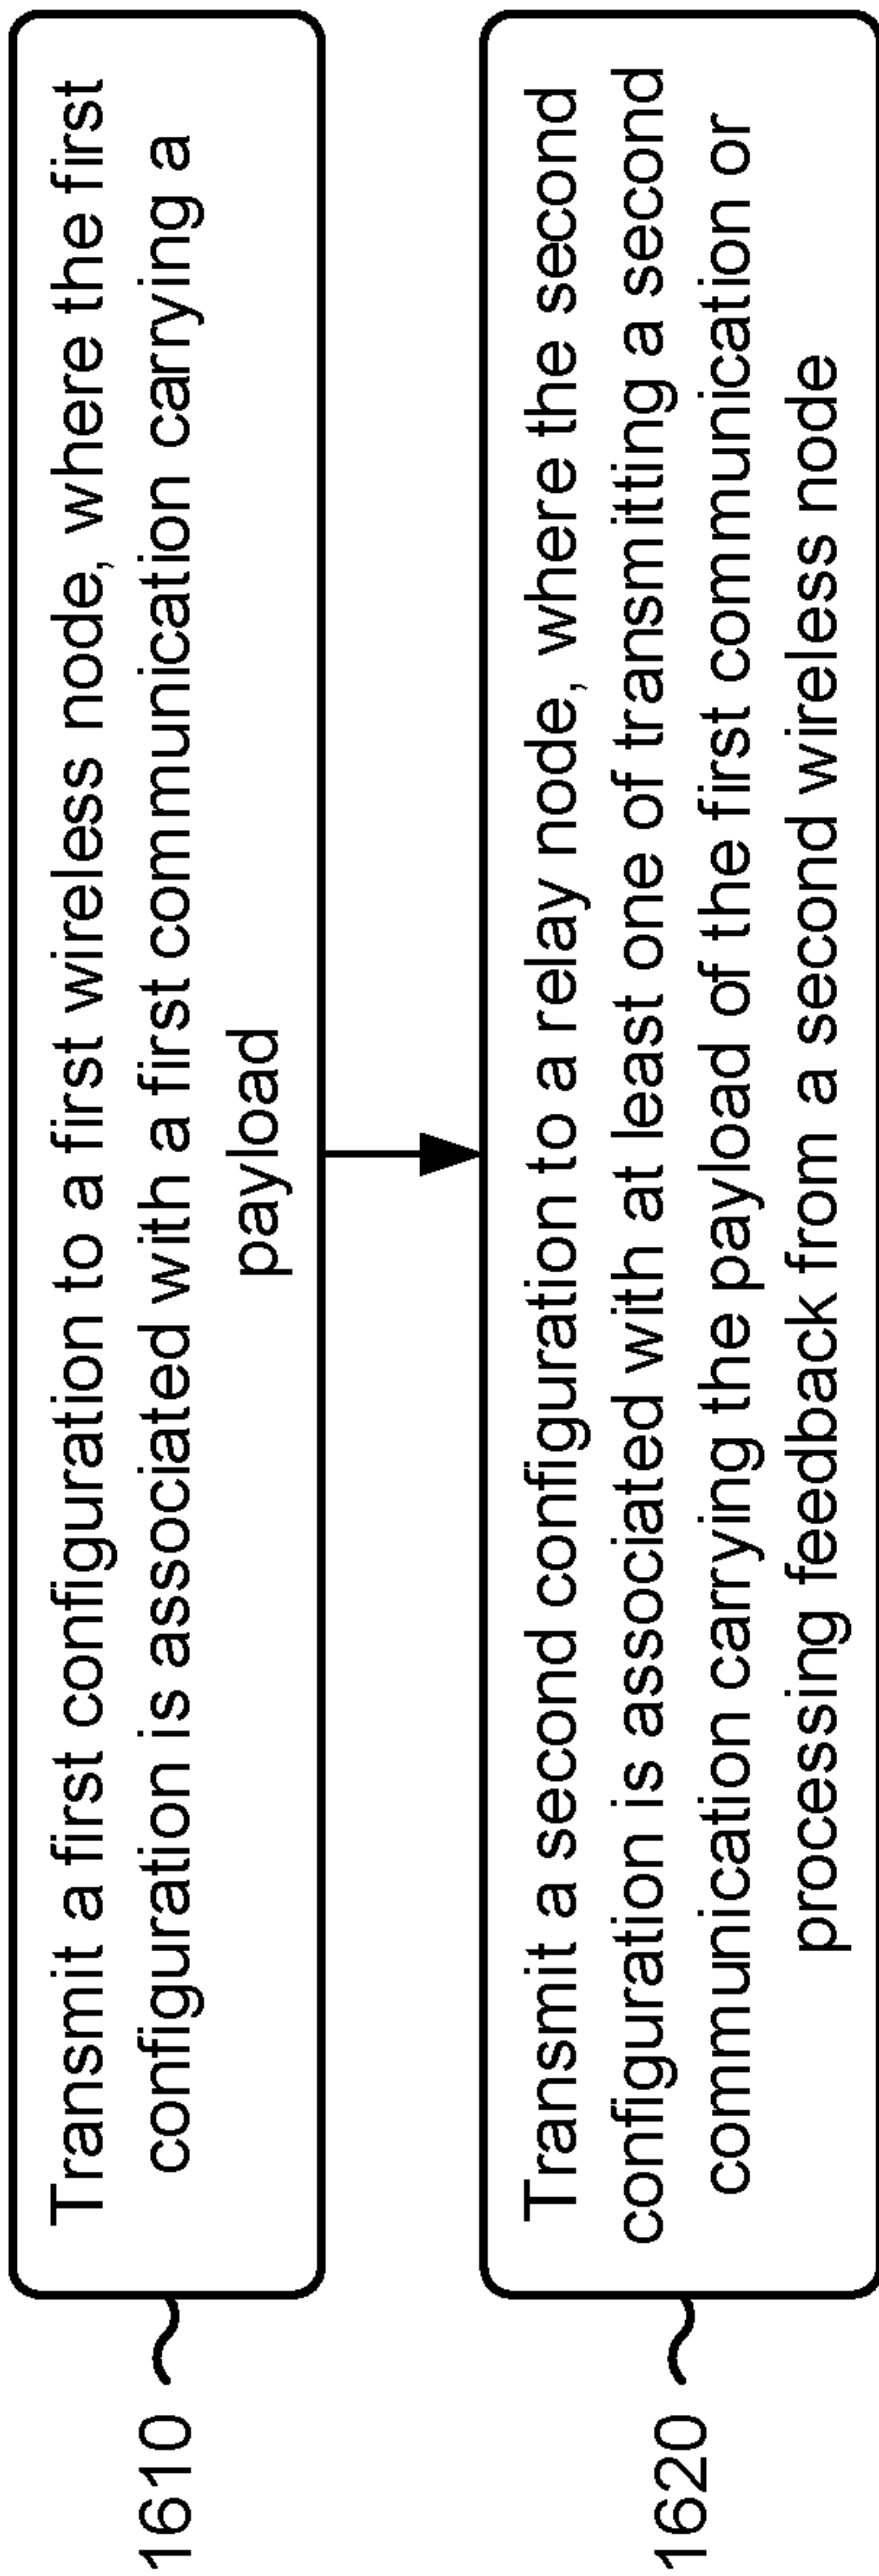 1610
Transmit a first configuration to a first wireless node, where the first
configuration is associated with a first communication carrying a
payload
1620
Transmit a second configuration to a relay node, where the second
configuration is associated with at least one of transmitting a second
communication carrying the payload of the first communication or
processing feedback from a second wireless node